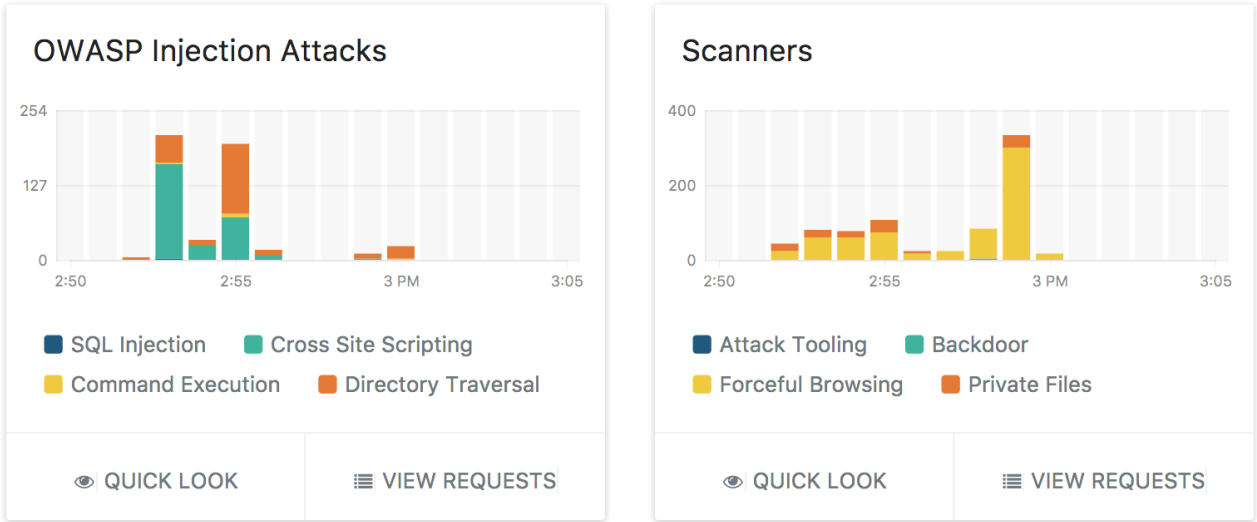 OWASP Injection Attacks
254
127
0
2:50 2:55 3 PM 3:05
SQL Injection Cross Site Scripting
Command Execution Directory Traversal
QUICK LOOK VIEW REQUESTS
Scanners
400
200
0
2:50 2:55 3 PM 3:05
Attack Tooling Backdoor
Forceful Browsing Private Files
QUICK LOOK VIEW REQUESTS